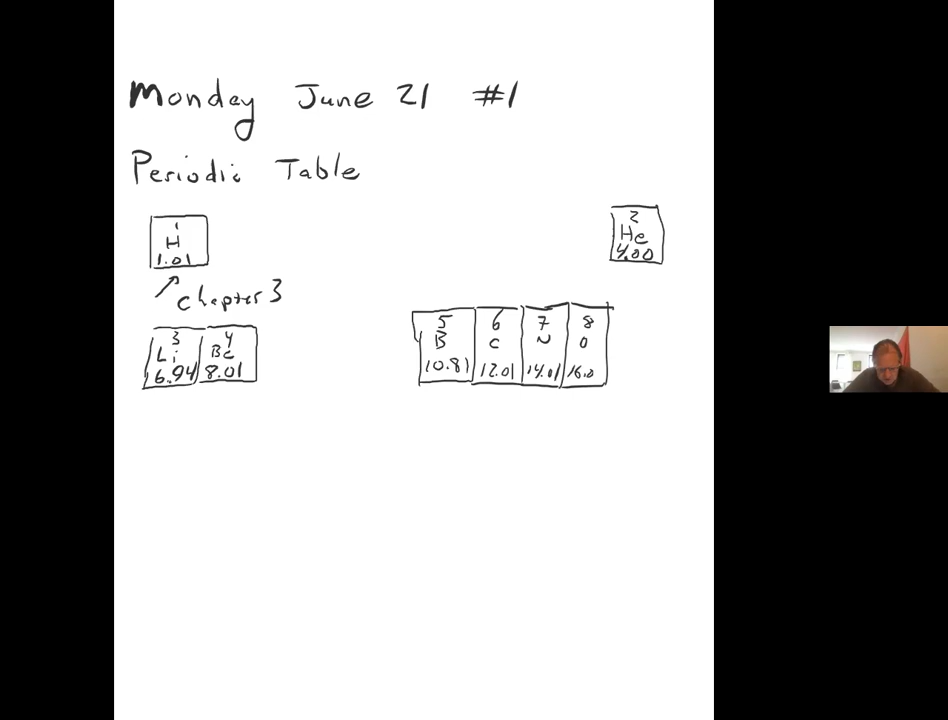 Monday June 21 #1
Periodic Table
1 2
H He
1.01 4.00
Chapter 3
3 4 5 6 7 8
Li Be B C N O
6.94 8.01 10.81 12.01 14.01 16.0